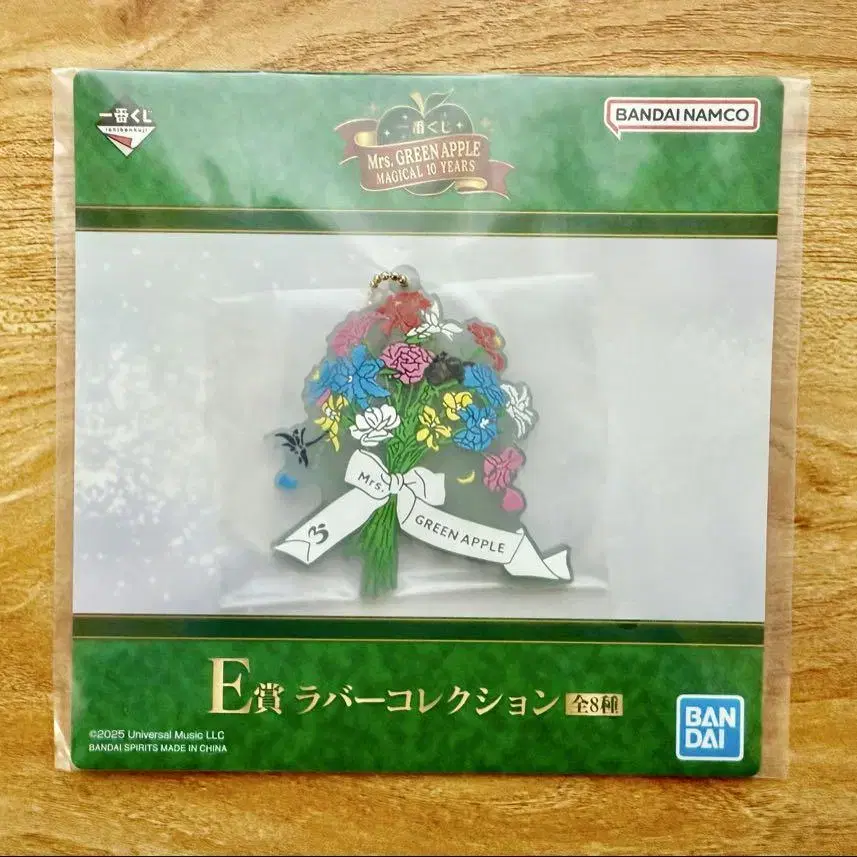 一番くじ
ichibankuji
一番くじ
Mrs. GREEN APPLE
MAGICAL 10 YEARS
BANDAI NAMCO
Mrs.
GREEN APPLE
E賞 ラバーコレクション 全8種
©2025 Universal Music LLC
BANDAI SPIRITS MADE IN CHINA
BAN
DAI